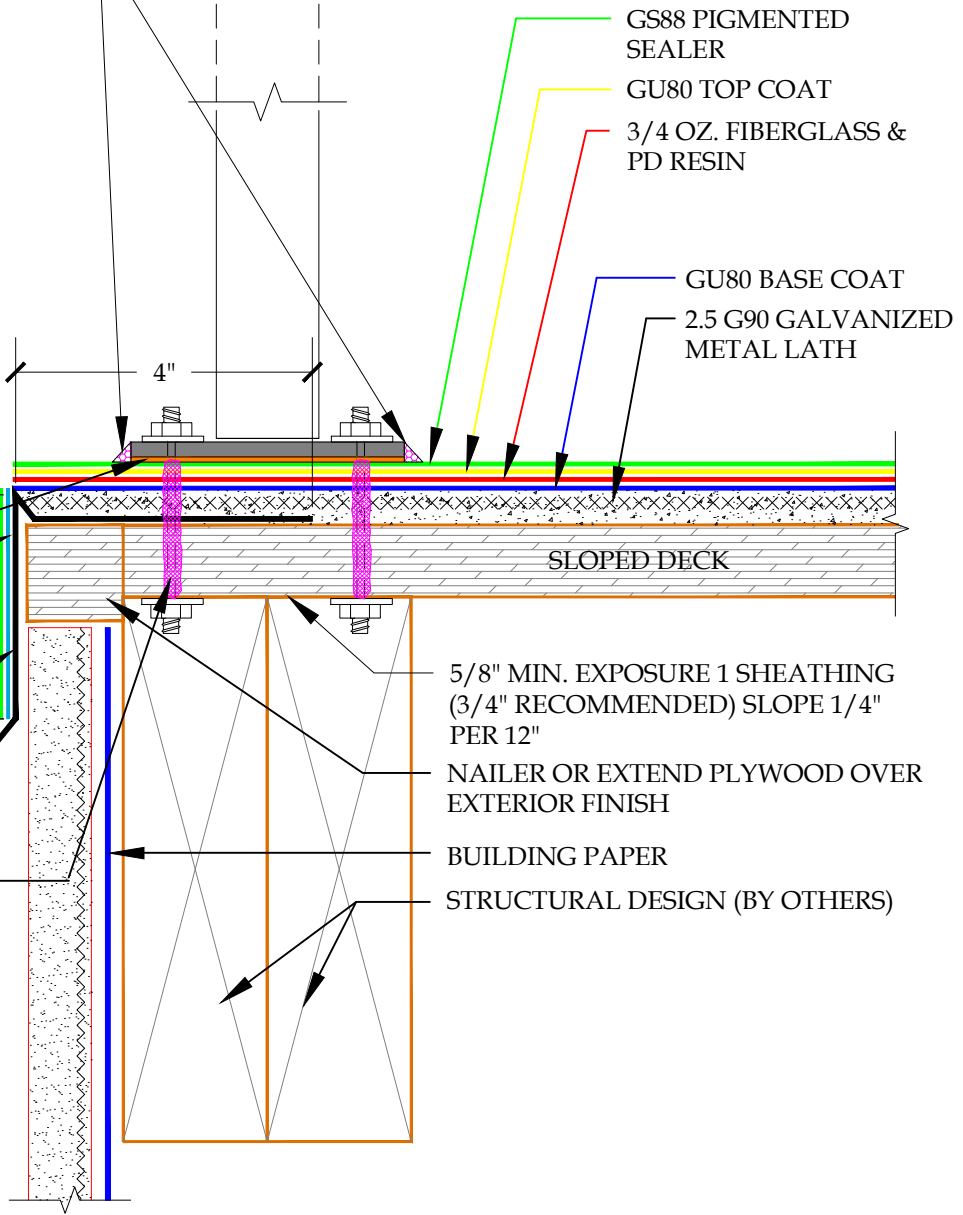 GS88 PIGMENTED
SEALER
GU80 TOP COAT
3/4 OZ. FIBERGLASS &
PD RESIN
GU80 BASE COAT
2.5 G90 GALVANIZED
METAL LATH
4"
SLOPED DECK
5/8" MIN. EXPOSURE 1 SHEATHING
(3/4" RECOMMENDED) SLOPE 1/4"
PER 12"
NAILER OR EXTEND PLYWOOD OVER
EXTERIOR FINISH
BUILDING PAPER
STRUCTURAL DESIGN (BY OTHERS)